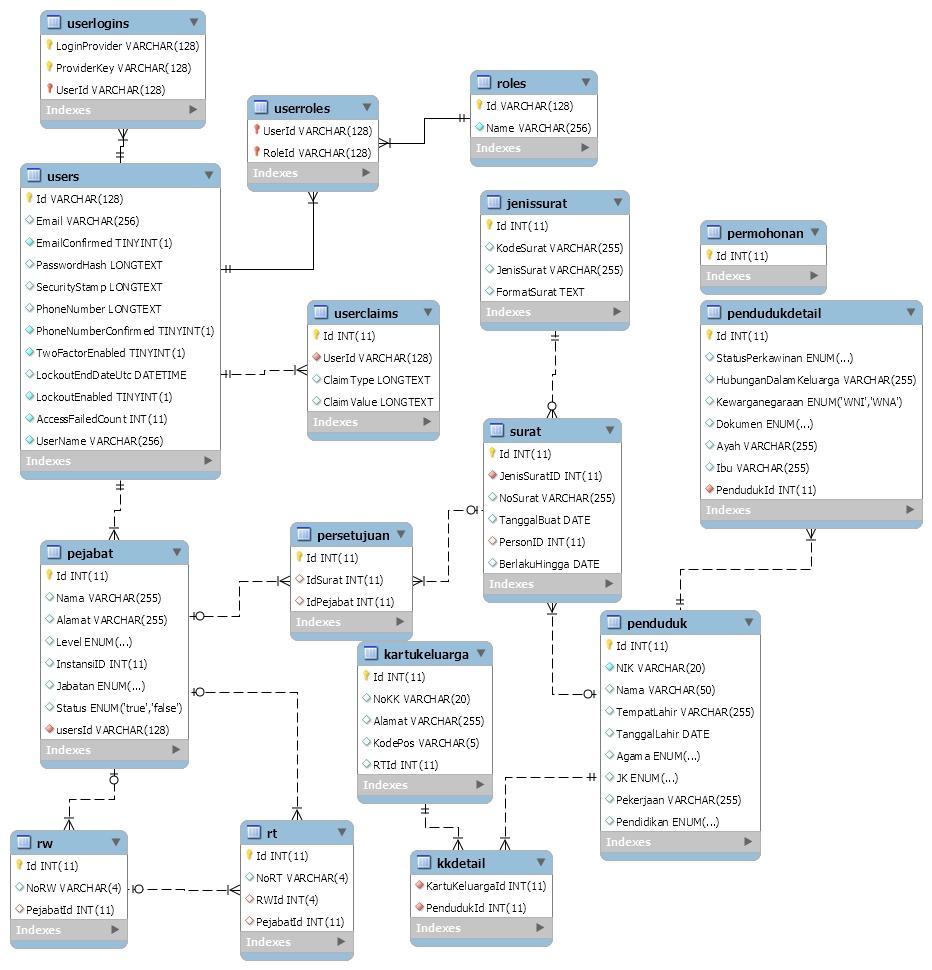 userlogins
LoginProvider VARCHAR(128)
ProviderKey VARCHAR(128)
UserId VARCHAR(128)
Indexes
userroles
UserId VARCHAR(128)
RoleId VARCHAR(128)
Indexes
roles
Id VARCHAR(128)
Name VARCHAR(256)
Indexes
users
Id VARCHAR(128)
Email VARCHAR(256)
EmailConfirmed TINYINT(1)
PasswordHash LONGTEXT
SecurityStamp LONGTEXT
PhoneNumber LONGTEXT
PhoneNumberConfirmed TINYINT(1)
TwoFactorEnabled TINYINT(1)
LockoutEndDateUtc DATETIME
LockoutEnabled TINYINT(1)
AccessFailedCount INT(11)
UserName VARCHAR(256)
Indexes
jenissurat
Id INT(11)
KodeSurat VARCHAR(255)
JenisSurat VARCHAR(255)
FormatSurat TEXT
Indexes
permohonan
Id INT(11)
Indexes
userclaims
Id INT(11)
UserId VARCHAR(128)
ClaimType LONGTEXT
ClaimValue LONGTEXT
Indexes
pendudukdetail
Id INT(11)
StatusPerkawinan ENUM(...)
HubunganDalamKeluarga VARCHAR(255)
Kewarganegaraan ENUM('WNI','WNA')
Dokumen ENUM(...)
Ayah VARCHAR(255)
Ibu VARCHAR(255)
PendudukId INT(11)
Indexes
surat
Id INT(11)
JenisSuratID INT(11)
NoSurat VARCHAR(255)
TanggalBuat DATE
PersonID INT(11)
BerlakuHingga DATE
Indexes
persetujuan
Id INT(11)
IdSurat INT(11)
IdPejabat INT(11)
Indexes
pejabat
Id INT(11)
Nama VARCHAR(255)
Alamat VARCHAR(255)
Level ENUM(...)
InstansiID INT(11)
Jabatan ENUM(...)
Status ENUM('true','false')
usersId VARCHAR(128)
Indexes
kartukeluarga
Id INT(11)
NoKK VARCHAR(20)
Alamat VARCHAR(255)
KodePos VARCHAR(5)
RTId INT(11)
Indexes
penduduk
Id INT(11)
NIK VARCHAR(20)
Nama VARCHAR(50)
TempatLahir VARCHAR(255)
TanggalLahir DATE
Agama ENUM(...)
JK ENUM(...)
Pekerjaan VARCHAR(255)
Pendidikan ENUM(...)
Indexes
rw
Id INT(11)
NoRW VARCHAR(4)
PejabatId INT(11)
Indexes
rt
Id INT(11)
NoRT VARCHAR(4)
RWId INT(4)
PejabatId INT(11)
Indexes
kkdetail
KartuKeluargaId INT(11)
PendudukId INT(11)
Indexes